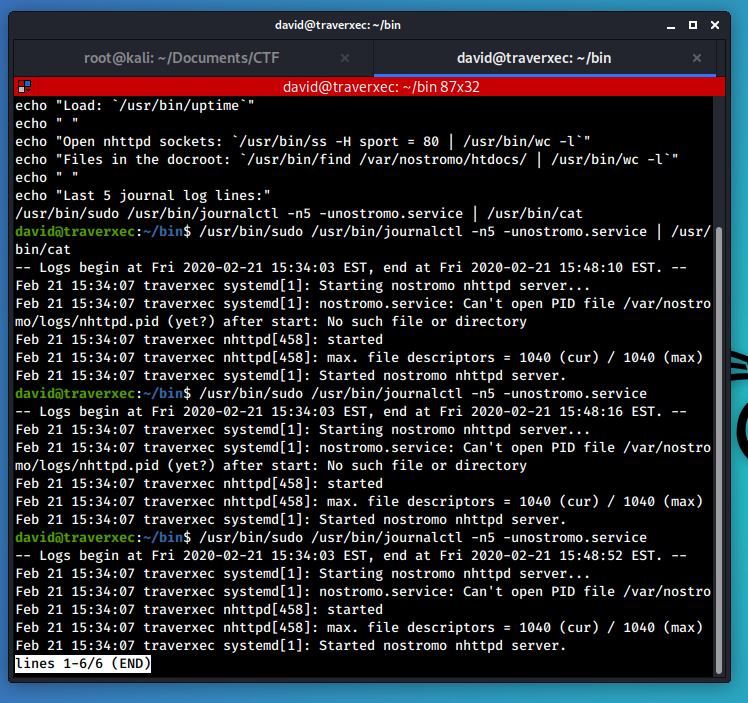 david@traverxec: ~/bin
root@kali: ~/Documents/CTF
david@traverxec: ~/bin
david@traverxec: ~/bin 87x32
echo "Load: `/usr/bin/uptime`"
echo " "
echo "Open nhttpd sockets: `/usr/bin/ss -H sport = 80 | /usr/bin/wc -l`"
echo "Files in the docroot: `/usr/bin/find /var/nostromo/htdocs/ | /usr/bin/wc -l`"
echo " "
echo "Last 5 journal log lines:"
/usr/bin/sudo /usr/bin/journalctl -n5 -unostromo.service | /usr/bin/cat
david@traverxec:~/bin$ /usr/bin/sudo /usr/bin/journalctl -n5 -unostromo.service | /usr/
bin/cat
-- Logs begin at Fri 2020-02-21 15:34:03 EST, end at Fri 2020-02-21 15:48:10 EST. --
Feb 21 15:34:07 traverxec systemd[1]: Starting nostromo nhttpd server...
Feb 21 15:34:07 traverxec systemd[1]: nostromo.service: Can't open PID file /var/nostro
mo/logs/nhttpd.pid (yet?) after start: No such file or directory
Feb 21 15:34:07 traverxec nhttpd[458]: started
Feb 21 15:34:07 traverxec nhttpd[458]: max. file descriptors = 1040 (cur) / 1040 (max)
Feb 21 15:34:07 traverxec systemd[1]: Started nostromo nhttpd server.
david@traverxec:~/bin$ /usr/bin/sudo /usr/bin/journalctl -n5 -unostromo.service
-- Logs begin at Fri 2020-02-21 15:34:03 EST, end at Fri 2020-02-21 15:48:16 EST. --
Feb 21 15:34:07 traverxec systemd[1]: Starting nostromo nhttpd server...
Feb 21 15:34:07 traverxec systemd[1]: nostromo.service: Can't open PID file /var/nostro
mo/logs/nhttpd.pid (yet?) after start: No such file or directory
Feb 21 15:34:07 traverxec nhttpd[458]: started
Feb 21 15:34:07 traverxec nhttpd[458]: max. file descriptors = 1040 (cur) / 1040 (max)
Feb 21 15:34:07 traverxec systemd[1]: Started nostromo nhttpd server.
david@traverxec:~/bin$ /usr/bin/sudo /usr/bin/journalctl -n5 -unostromo.service
-- Logs begin at Fri 2020-02-21 15:34:03 EST, end at Fri 2020-02-21 15:48:52 EST. --
Feb 21 15:34:07 traverxec systemd[1]: Starting nostromo nhttpd server...
Feb 21 15:34:07 traverxec systemd[1]: nostromo.service: Can't open PID file /var/nostro
Feb 21 15:34:07 traverxec nhttpd[458]: started
Feb 21 15:34:07 traverxec nhttpd[458]: max. file descriptors = 1040 (cur) / 1040 (max)
Feb 21 15:34:07 traverxec systemd[1]: Started nostromo nhttpd server.
lines 1-6/6 (END)